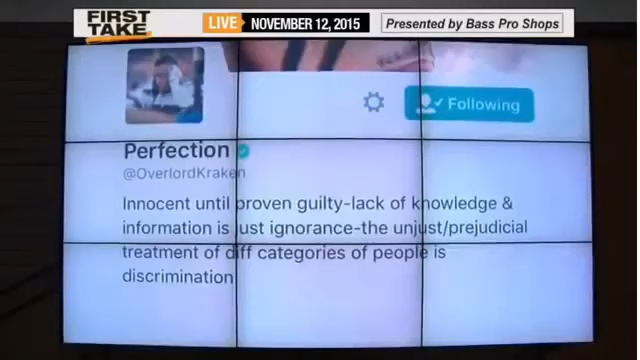 FIRST
TAKE
LIVE NOVEMBER 12, 2015 Presented by Bass Pro Shops
Following
Perfection
@OverlordKraken
Innocent until proven guilty-lack of knowledge &
information is just ignorance-the unjust/prejudicial
treatment of diff categories of people is
discrimination